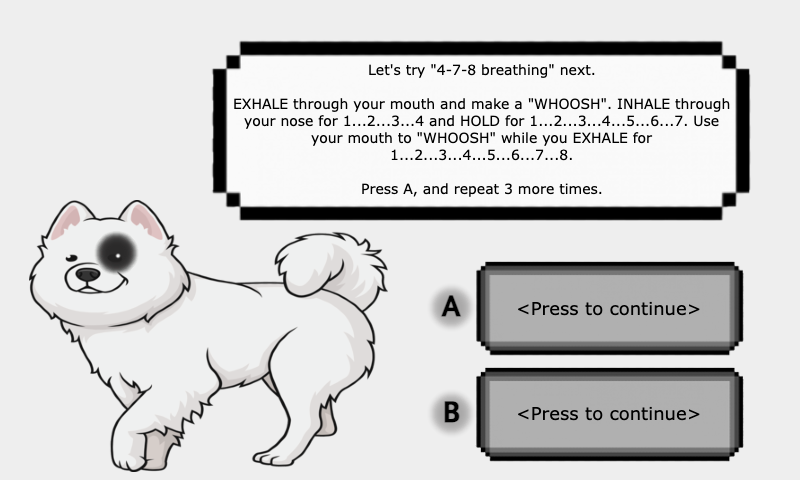 Let's try "4-7-8 breathing" next.
EXHALE through your mouth and make a "WHOOSH". INHALE through
your nose for 1...2...3...4 and HOLD for 1...2...3...4...5...6...7. Use
your mouth to "WHOOSH" while you EXHALE for
1...2...3...4...5...6...7...8.
Press A, and repeat 3 more times.
A
<Press to continue>
B
<Press to continue>